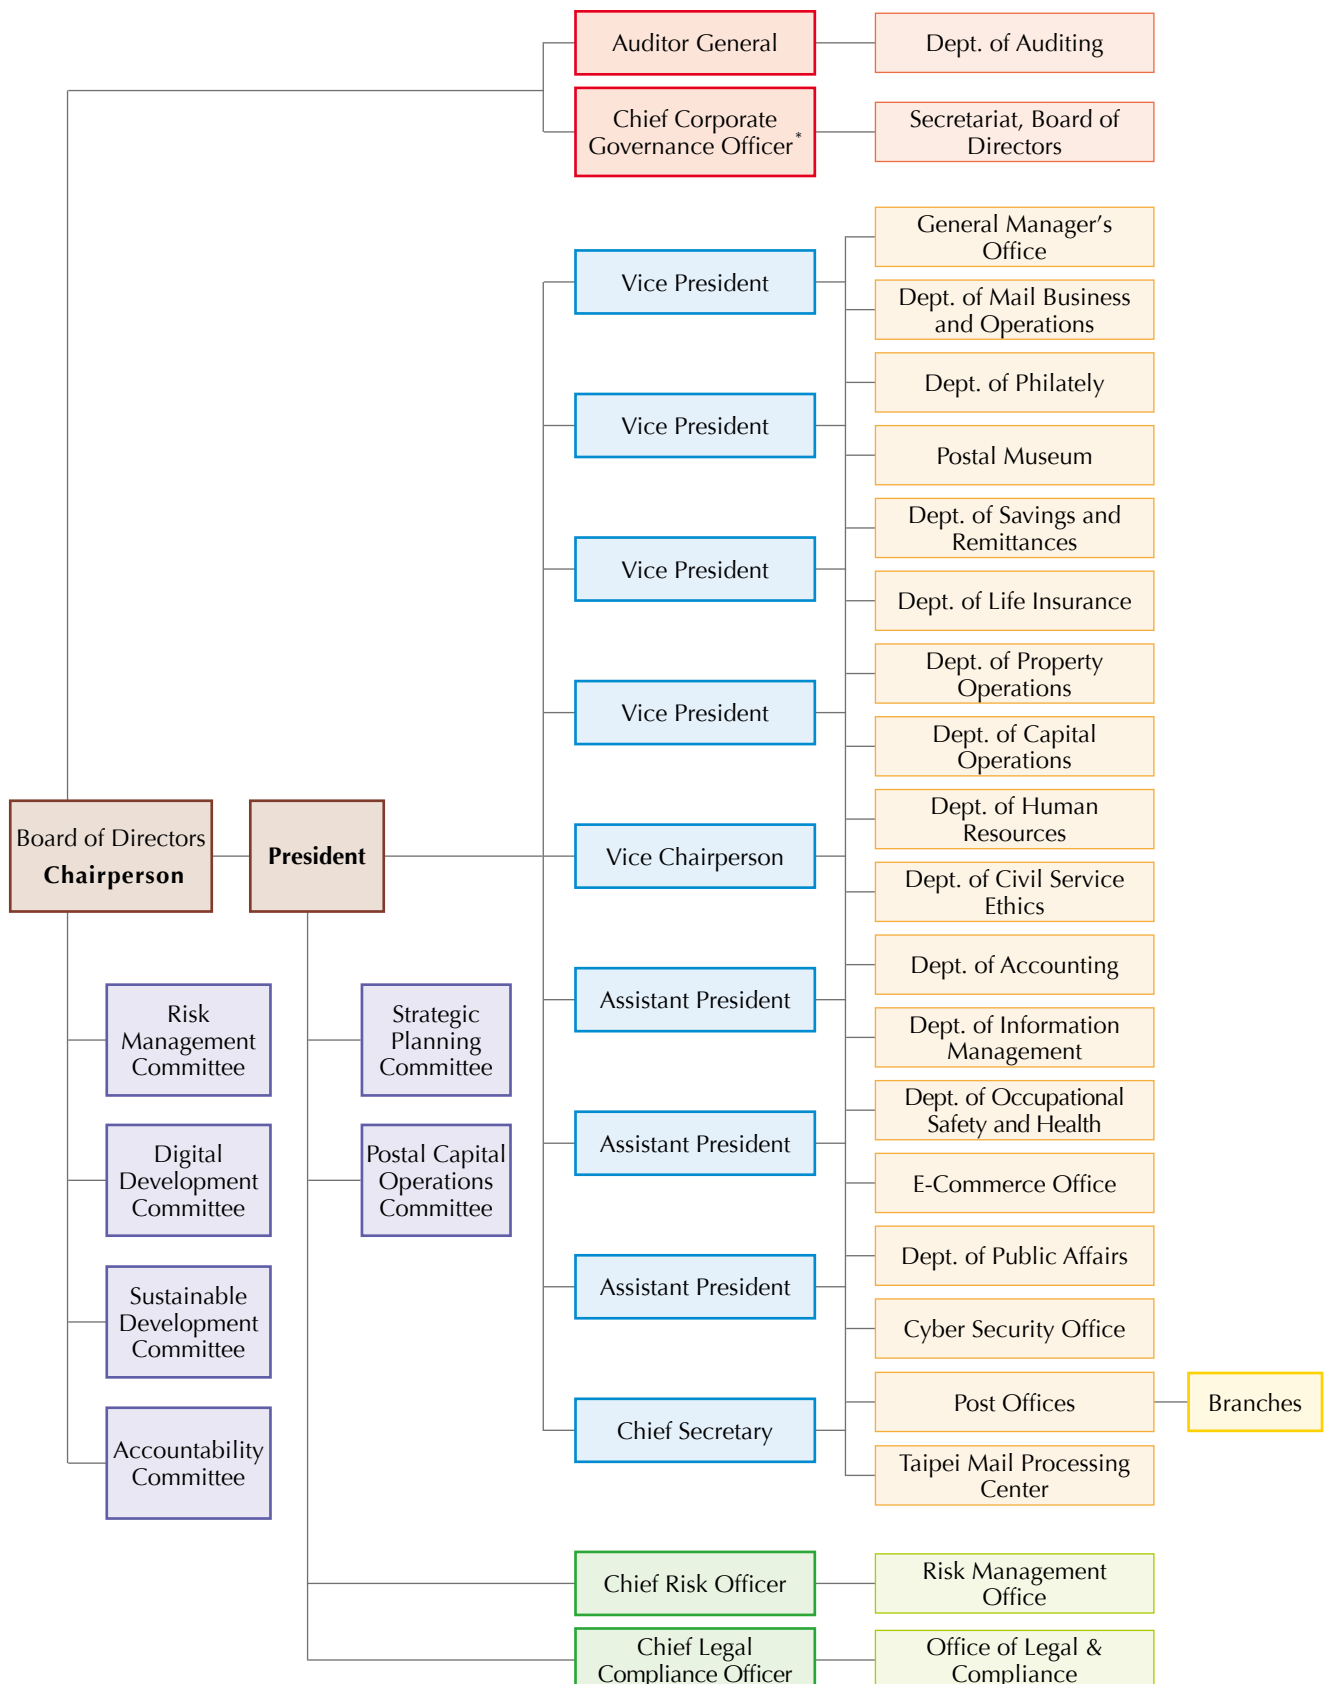 Auditor General
Dept. of Auditing
Chief Corporate
Governance Officer*
Secretariat, Board of
Directors
General Manager’s
Office
Vice President
Dept. of Mail Business
and Operations
Dept. of Philately
Vice President
Postal Museum
Dept. of Savings and
Remittances
Vice President
Dept. of Life Insurance
Dept. of Property
Operations
Vice President
Dept. of Capital
Operations
Dept. of Human
Resources
Board of Directors
Chairperson
President
Vice Chairperson
Dept. of Civil Service
Ethics
Dept. of Accounting
Risk
Management
Committee
Strategic
Planning
Committee
Assistant President
Dept. of Information
Management
Dept. of Occupational
Safety and Health
Digital
Development
Committee
Postal Capital
Operations
Committee
Assistant President
E-Commerce Office
Dept. of Public Affairs
Sustainable
Development
Committee
Assistant President
Cyber Security Office
Post Offices
Branches
Accountability
Committee
Chief Secretary
Taipei Mail Processing
Center
Chief Risk Officer
Risk Management
Office
Chief Legal
Compliance Officer
Office of Legal &
Compliance